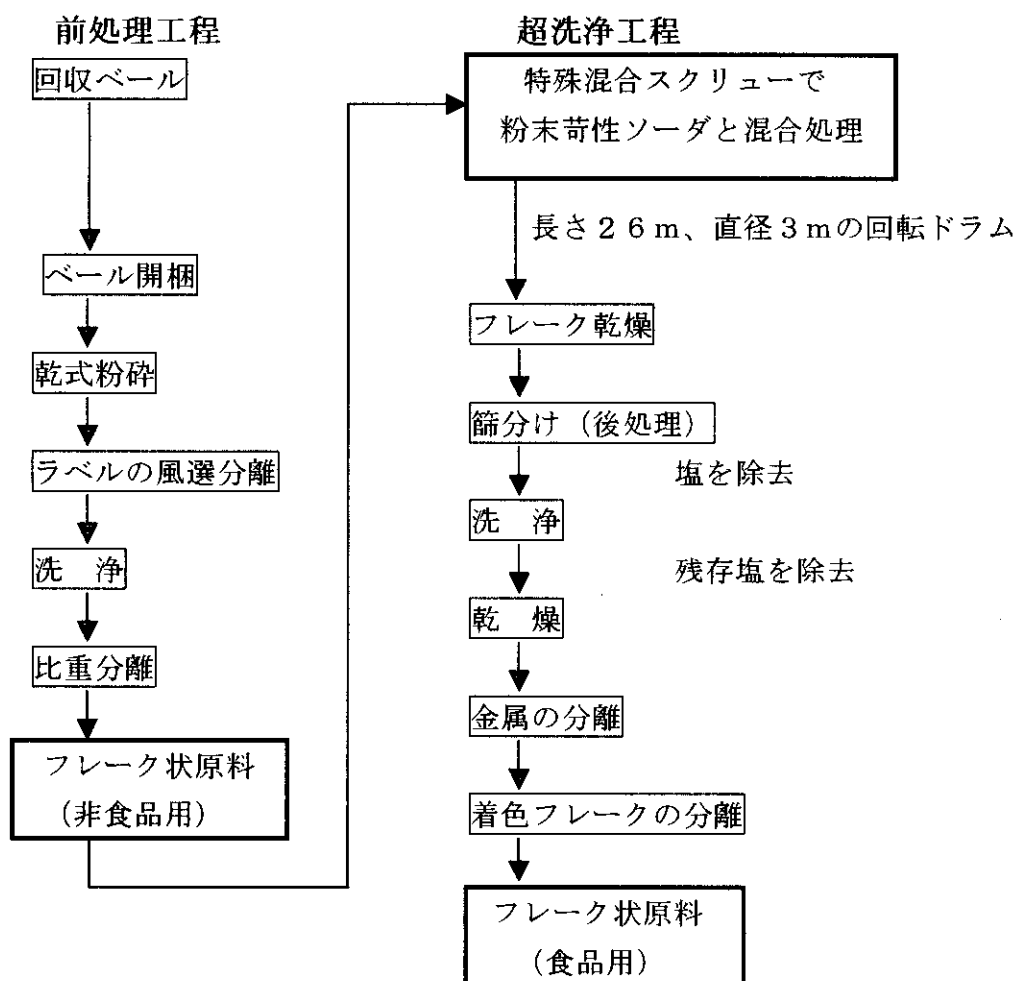 前処理工程
回収ベール
ベール開梱
乾式粉砕
ラベルの風選分離
洗　浄
比重分離
フレーク状原料
（非食品用）
超洗浄工程
特殊混合スクリューで
粉末苛性ソーダと混合処理
長さ２６ｍ、直径３ｍの回転ドラム
フレーク乾燥
篩分け（後処理）
塩を除去
洗　浄
残存塩を除去
乾　燥
金属の分離
着色フレークの分離
フレーク状原料
（食品用）